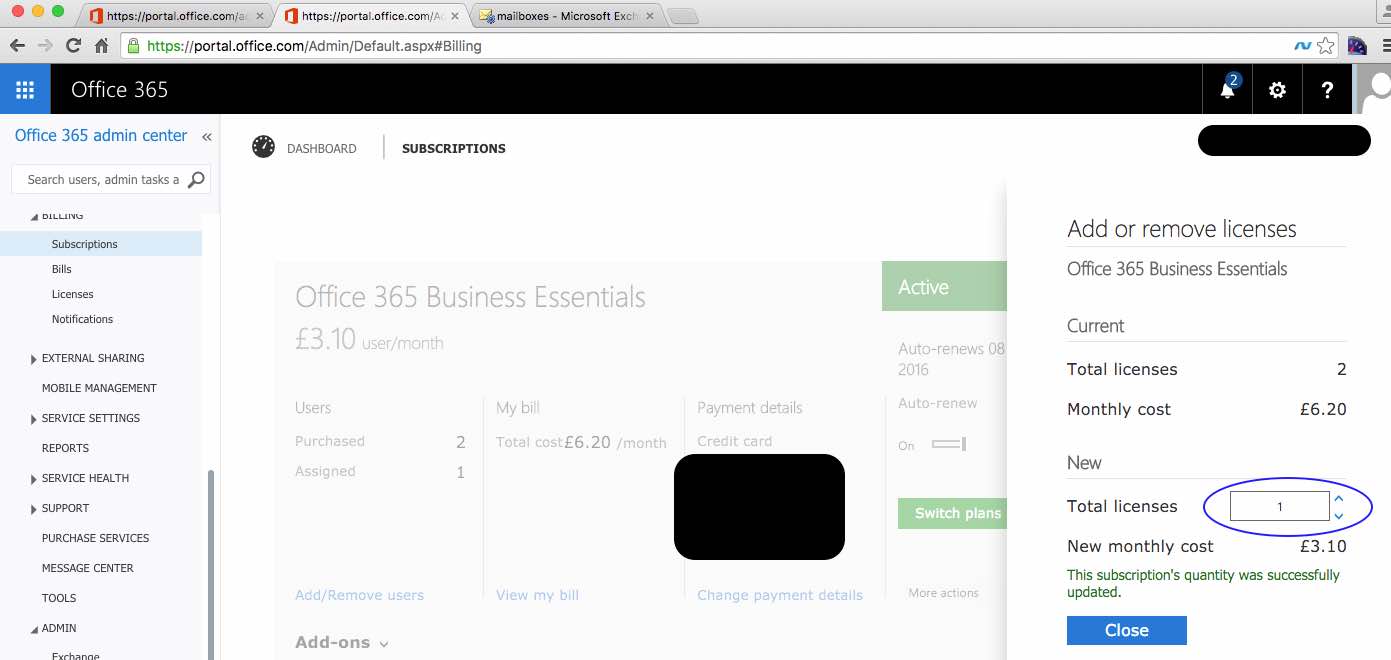 https://portal.office.com/ac
https://portal.office.com/Ac
mailboxes - Microsoft Exch
https://portal.office.com/Admin/Default.aspx#Billing
Office 365
2
?
Office 365 admin center «
Search users, admin tasks a
BILLING
Subscriptions
Bills
Licenses
Notifications
EXTERNAL SHARING
MOBILE MANAGEMENT
SERVICE SETTINGS
REPORTS
SERVICE HEALTH
SUPPORT
PURCHASE SERVICES
MESSAGE CENTER
TOOLS
ADMIN
Exchange
DASHBOARD
SUBSCRIPTIONS
Office 365 Business Essentials
£3.10 user/month
Users
Purchased 2
Assigned 1
Add/Remove users
My bill
Total cost £6.20 /month
View my bill
Payment details
Credit card
Change payment details
Active
Auto-renews 08
2016
Auto-renew
On
Switch plans
More actions
Add-ons
Add or remove licenses
Office 365 Business Essentials
Current
Total licenses 2
Monthly cost £6.20
New
Total licenses 1
New monthly cost £3.10
This subscription's quantity was successfully
updated.
Close